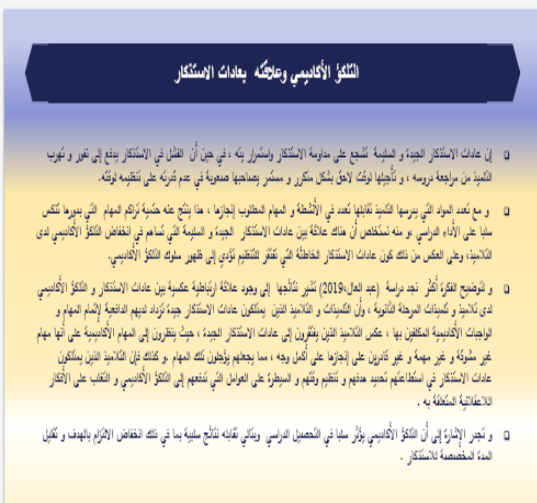 التلكؤ الأكاديمي وعلاقته بعادات الاستذكار
إن عادات الاستذكار الجيدة و السليمة تشجع على مداومة الاستذكار واستمرار يته ، في حين أن الفشل في الاستذكار يدفع إلى نفور و تهرب
التلميذ من مراجعة دروسه ، و تأجيلها لوقت لاحق بشكل متكرر و مستمر يصاحبها صعوبة في عدم قدرته على تنظيمه لوقته.
و مع تعدد المواد التي يدرسها التلميذ تقابلها تعدد في الأنشطة و المهام المطلوب إنجازها ، هذا ينتج عنه حتمية تراكم المهام التي بدورها تنعكس
سلبا على الأداء الدراسي ،و منه نستخلص أن هناك علاقة بين عادات الاستذكار الجيدة و السليمة التي تساهم في انخفاض التلكؤ الأكاديمي لدى
التلاميذ، وعلى العكس من ذلك كون عادات الاستذكار الخاطئة التي تفتقر للتنظيم تؤدي إلى ظهور سلوك التلكؤ الأكاديمي.
و لتوضيح الفكرة أكثر نجد دراسة (عبد العال،2019) تشير نتائجها إلى وجود علاقة ارتباطية عكسية بين عادات الاستذكار و التلكؤ الأكاديمي
لدى تلاميذ و تلميذات المرحلة الثانوية ، وأن التلميذات و التلاميذ الذين يمتلكون عادات استذكار جيدة تزداد لديهم الدافعية لإتمام المهام و
الواجبات الأكاديمية المكلفين بها ، عكس التلاميذ الذين يفتقرون إلى عادات الاستذكار الجيدة ، حيث ينظرون إلى المهام الأكاديمية على أنها مهام
غير مشوقة و غير مهمة و غير قادرين على إنجازها على أكمل وجه ، مما يجعلهم يؤجلون تلك المهام .و كذلك فإن التلاميذ الذين يمتلكون
عادات الاستذكار في استطاعتهم تحديد هدفهم و تنظيم وقتهم و السيطرة على العوامل التي تدفعهم إلى التلكؤ الأكاديمي و التغلب على الأفكار
اللاعقلانية المتعلقة به .
و تجدر الإشارة إلى أن التلكؤ الأكاديمي يؤثر سلبا في التحصيل الدراسي وبتالي تقابله نتائج سلبية بما في ذلك انخفاض الالتزام بالهدف و تقليل
المدة المخصصة للاستذكار .